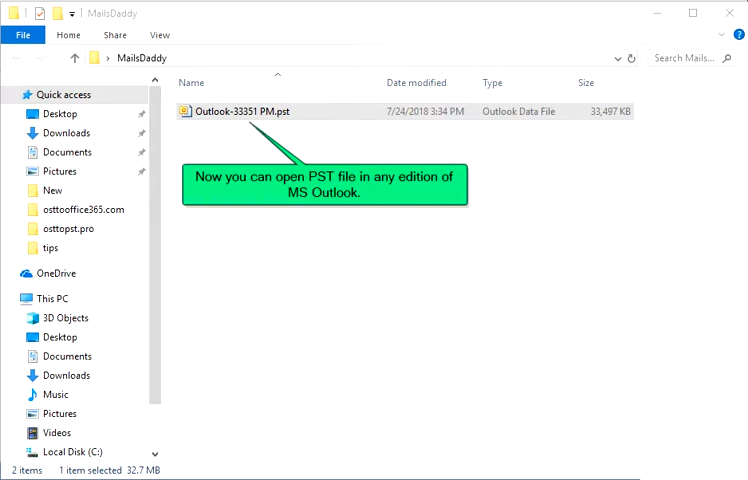 MailsDaddy
File Home Share View
MailsDaddy
Search Mails...
Name Date modified Type Size
Quick access
Outlook-33351 PM.pst 7/24/2018 3:34 PM Outlook Data File 33,497 KB
Desktop
Downloads
Documents
Pictures
New
osttooffice365.com
osttopst.pro
tips
OneDrive
This PC
3D Objects
Desktop
Documents
Downloads
Music
Pictures
Videos
Local Disk (C:)
Now you can open PST file in any edition of
MS Outlook.
2 items 1 item selected 32.7 MB